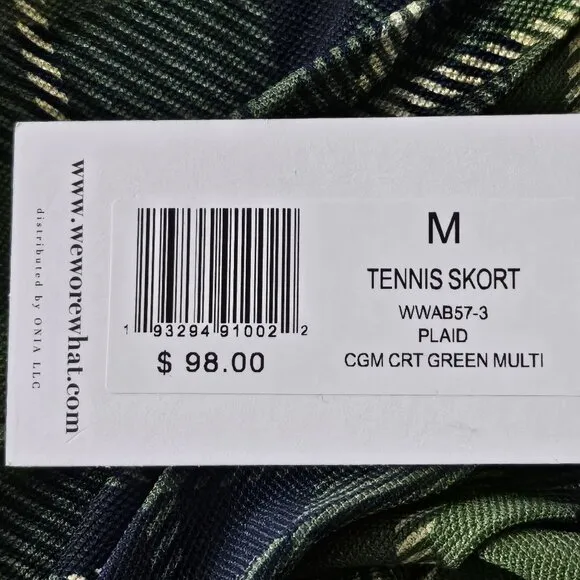 www.weworewhat.com
distributed by ONIA LLC
1 93294 91002 2
$ 98.00
M
TENNIS SKORT
WWAB57-3
PLAID
CGM CRT GREEN MULTI